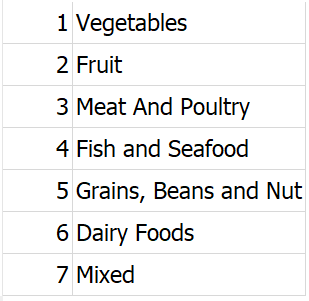 1 Vegetables
2 Fruit
3 Meat And Poultry
4 Fish and Seafood
5 Grains, Beans and Nut
6 Dairy Foods
7 Mixed